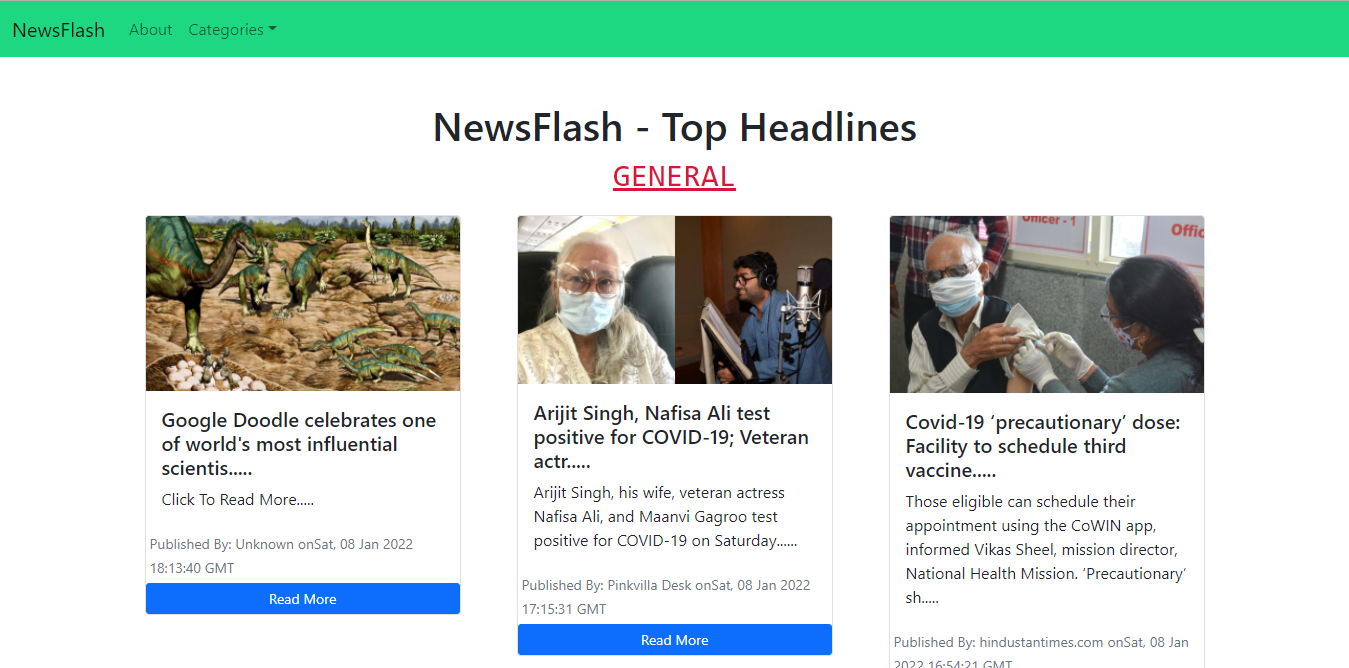 NewsFlash About Categories
NewsFlash - Top Headlines
GENERAL
Google Doodle celebrates one
of world's most influential
scientis.....
Click To Read More.....
Published By: Unknown onSat, 08 Jan 2022
18:13:40 GMT
Read More
Arijit Singh, Nafisa Ali test
positive for COVID-19; Veteran
actr.....
Arijit Singh, his wife, veteran actress
Nafisa Ali, and Maanvi Gagroo test
positive for COVID-19 on Saturday......
Published By: Pinkvilla Desk onSat, 08 Jan 2022
17:15:31 GMT
Read More
Officer - 1
Offic
Covid-19 ‘precautionary’ dose:
Facility to schedule third
vaccine.....
Those eligible can schedule their
appointment using the CoWIN app,
informed Vikas Sheel, mission director,
National Health Mission. ‘Precautionary’
sh.....
Published By: hindustantimes.com onSat, 08 Jan
2022 16:54:21 GMT